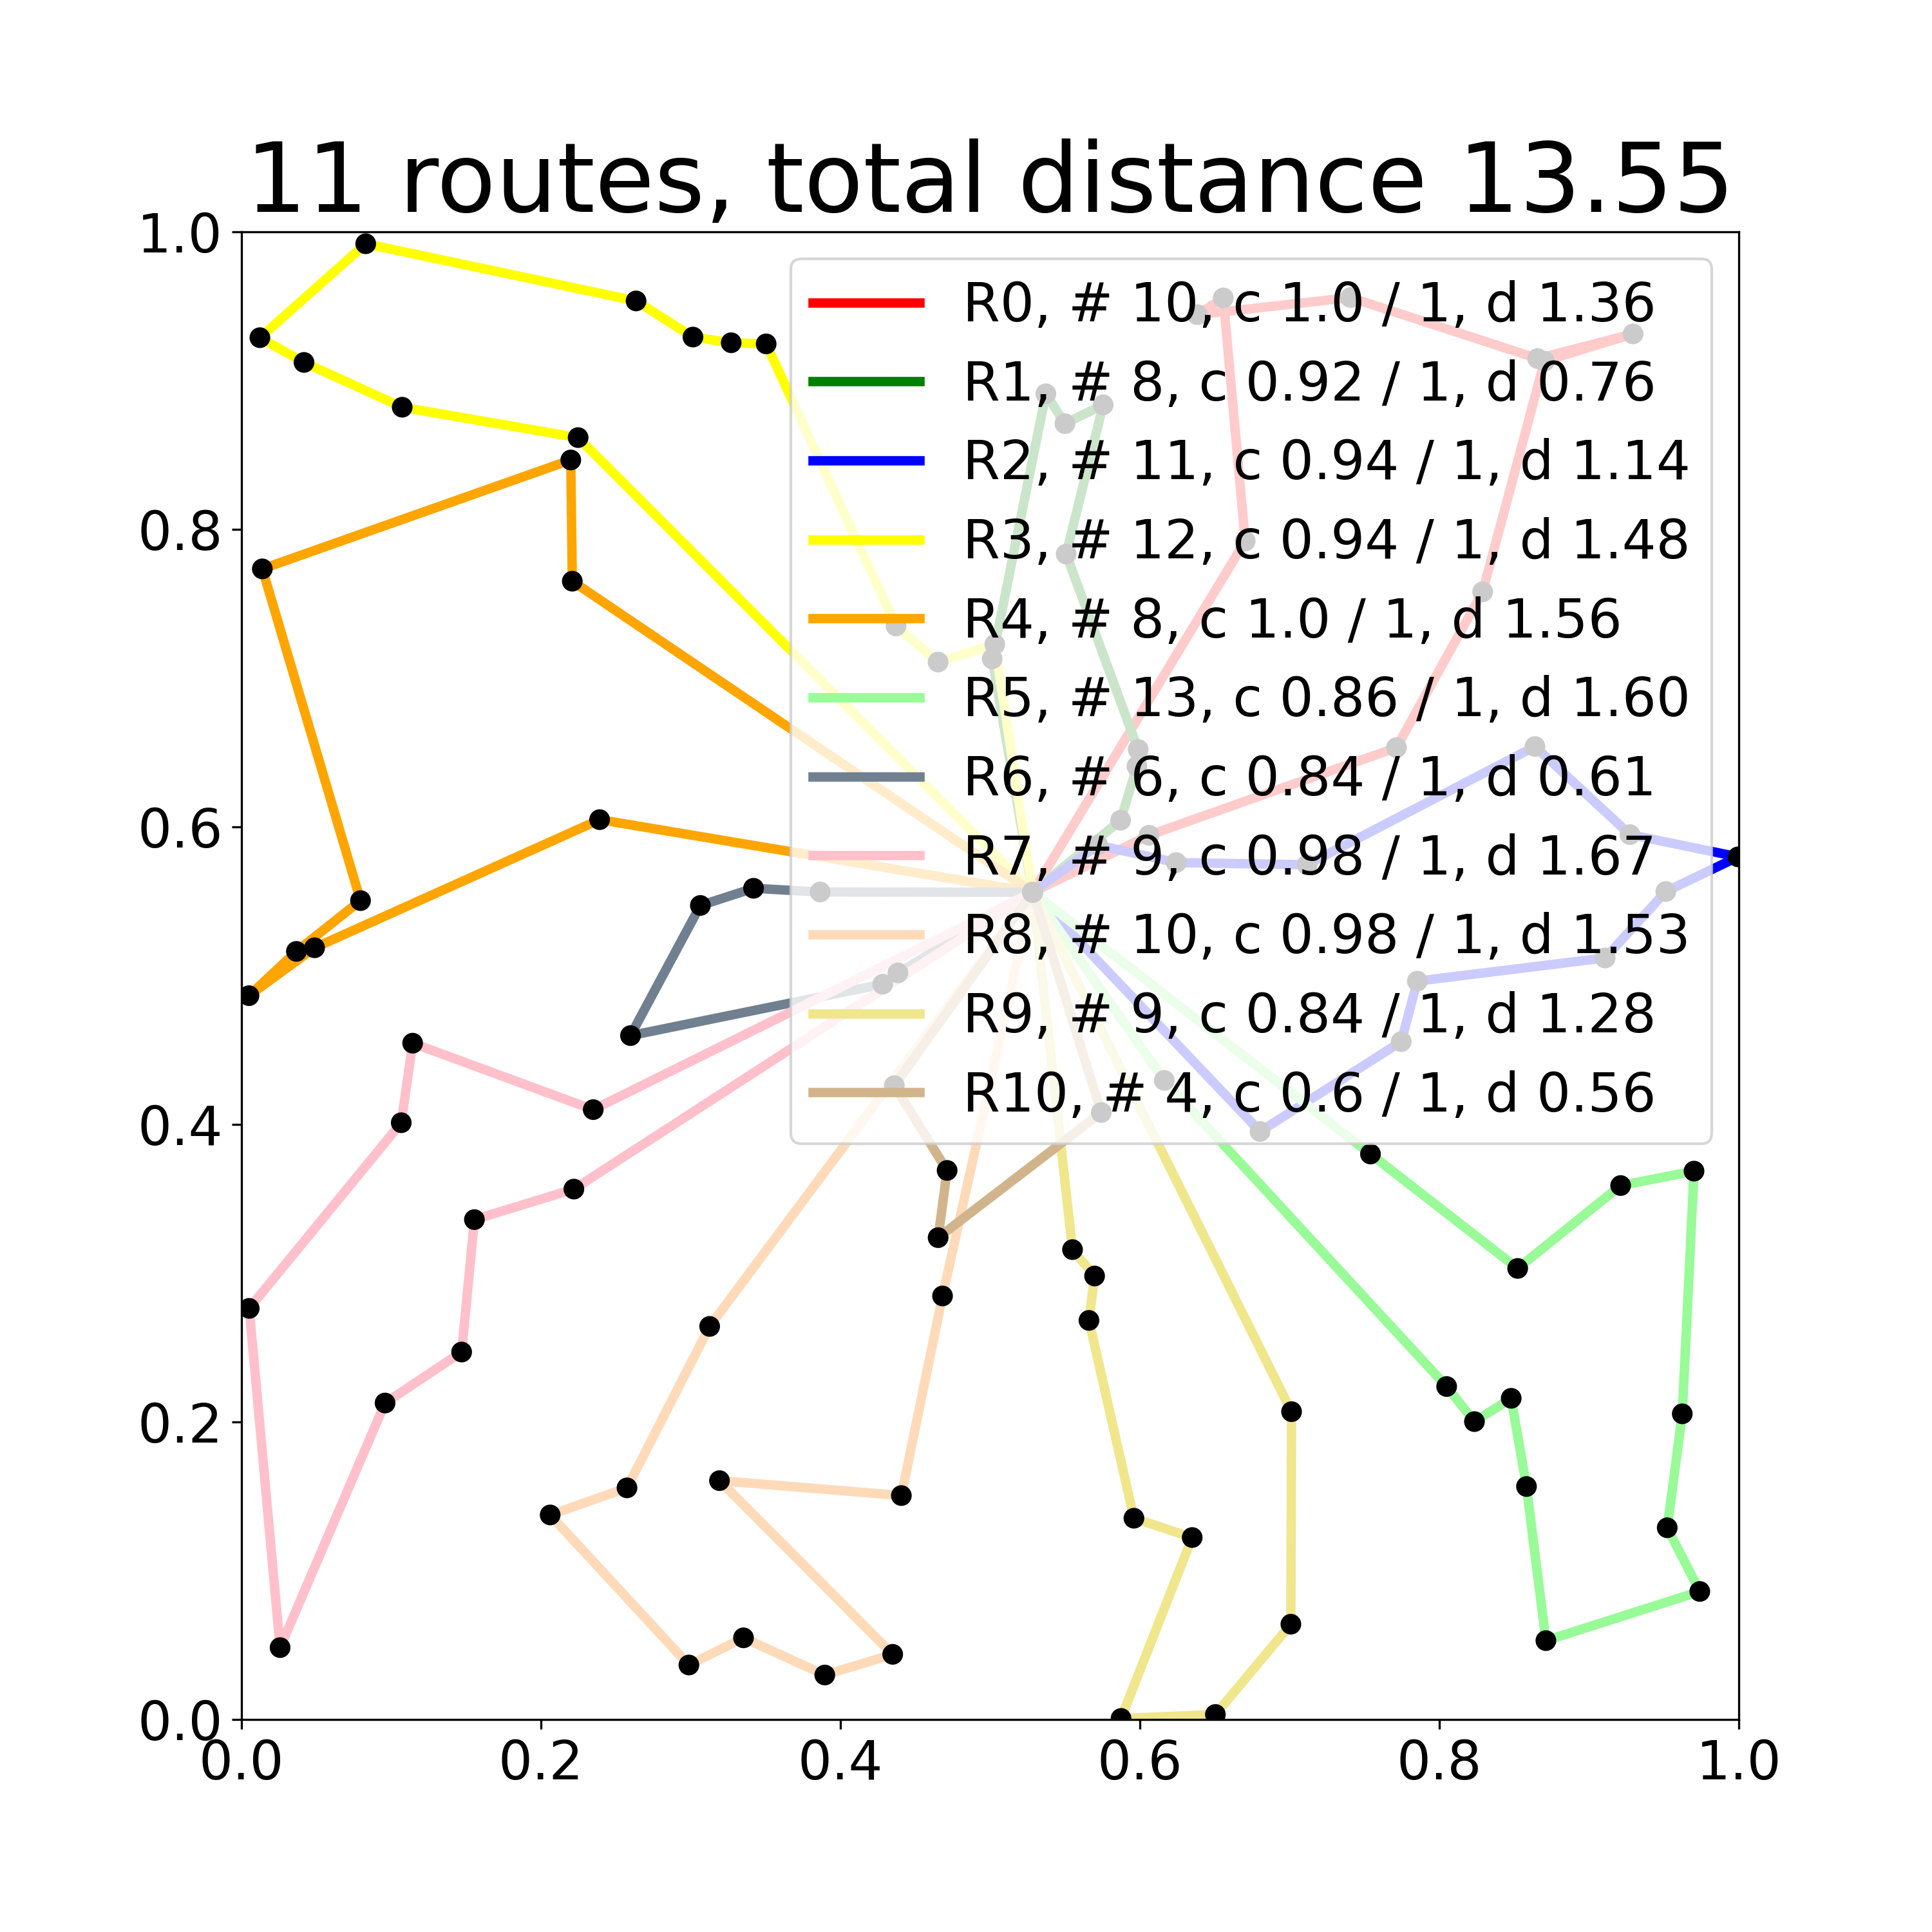 11 routes, total distance 13.55
1.0
0.8
0.6
0.4
0.2
0.0
R0, # 10, c 1.0 / 1, d 1.36
R1, # 8, c 0.92 / 1, d 0.76
R2, # 11, c 0.94 / 1, d 1.14
R3, # 12, c 0.94 / 1, d 1.48
R4, # 8, c 1.0 / 1, d 1.56
R5, # 13, c 0.86 / 1, d 1.60
R6, # 6, c 0.84 / 1, d 0.61
R7, # 9, c 0.98 / 1, d 1.67
R8, # 10, c 0.98 / 1, d 1.53
R9, # 9, c 0.84 / 1, d 1.28
R10, # 4, c 0.6 / 1, d 0.56
0.0 0.2 0.4 0.6 0.8 1.0